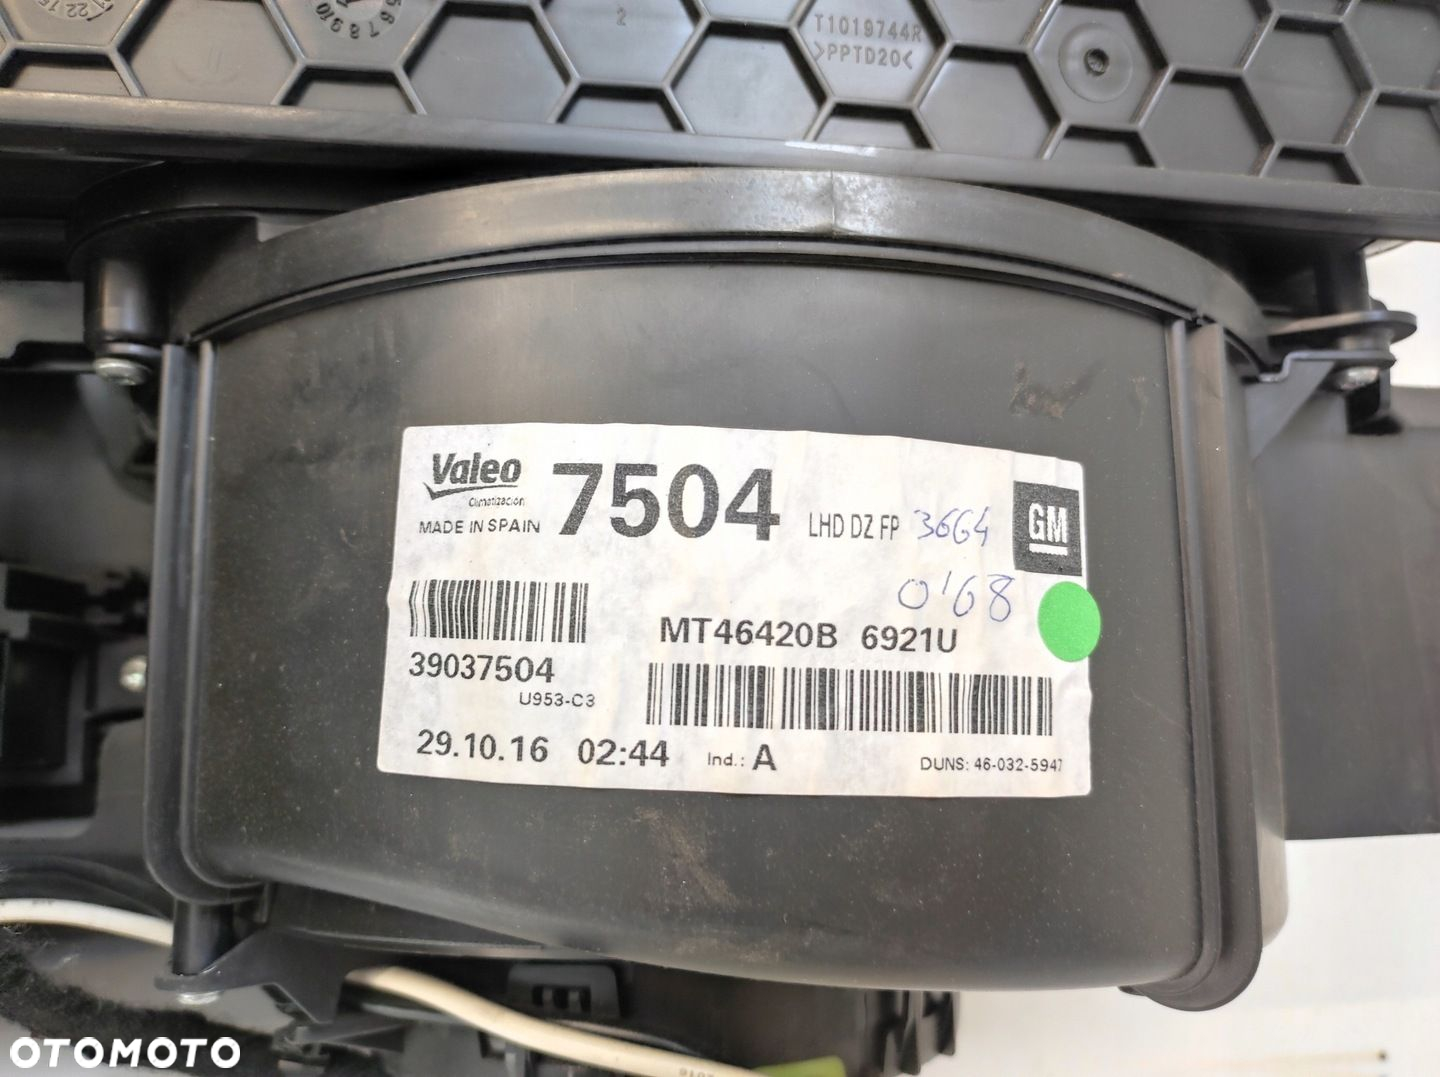 2
T1019744R
>PPTD20<
Valeo
Climatización
MADE IN SPAIN
7504
LHD DZ FP 3664
GM
0'68
MT46420B 6921U
39037504
U953-C3
29.10.16 02:44 Ind.: A
DUNS: 46-032-5947
OTOMOTO